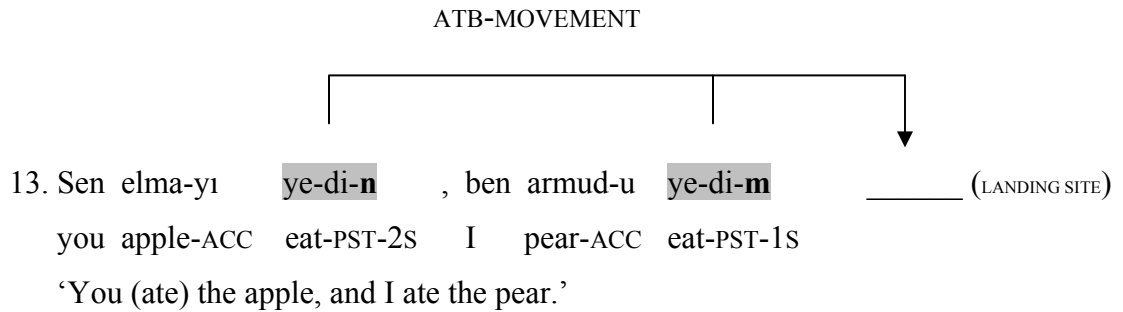 ATB-MOVEMENT
13. Sen elma-yı ye-di-n , ben armud-u ye-di-m ______ (LANDING SITE)
you apple-ACC eat-PST-2S I pear-ACC eat-PST-1S
‘You (ate) the apple, and I ate the pear.’